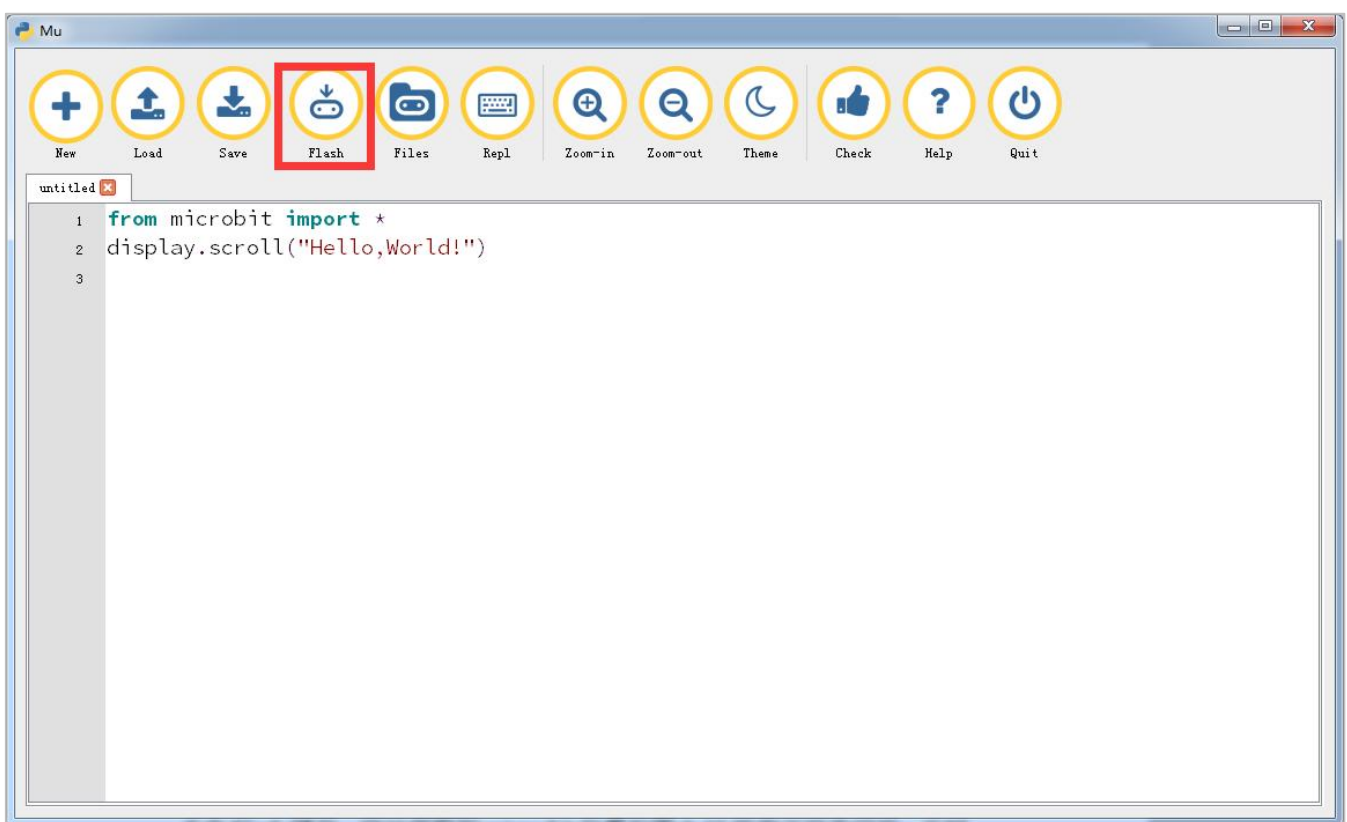 Mu
New Load Save Flash Files Repl Zoom-in Zoom-out Theme Check Help Quit
untitled
1 from microbit import *
2 display.scroll("Hello,World!")
3